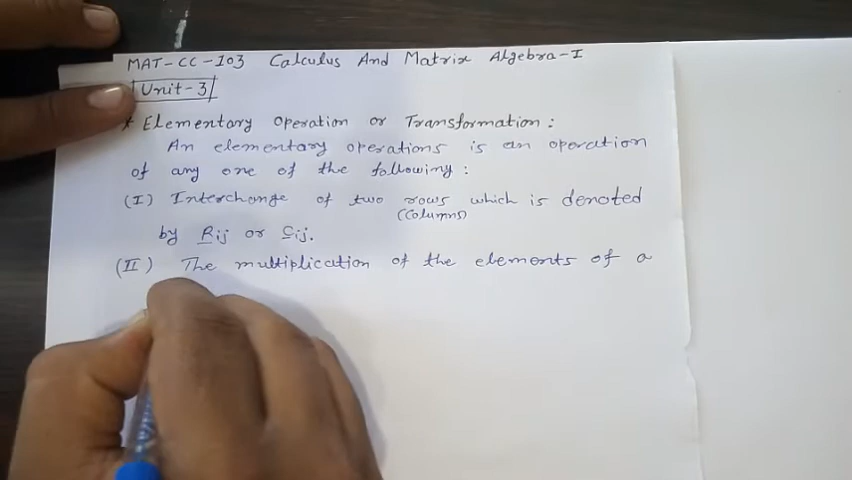 MAT-CC-103 Calculus And Matrix Algebra-I
Unit-3
* Elementary Operation or Transformation:
An elementary operations is an operation
of any one of the following:
(I) Interchange of two rows which is denoted
(Columns)
by Rij or Cij.
(II) The multiplication of the elements of a